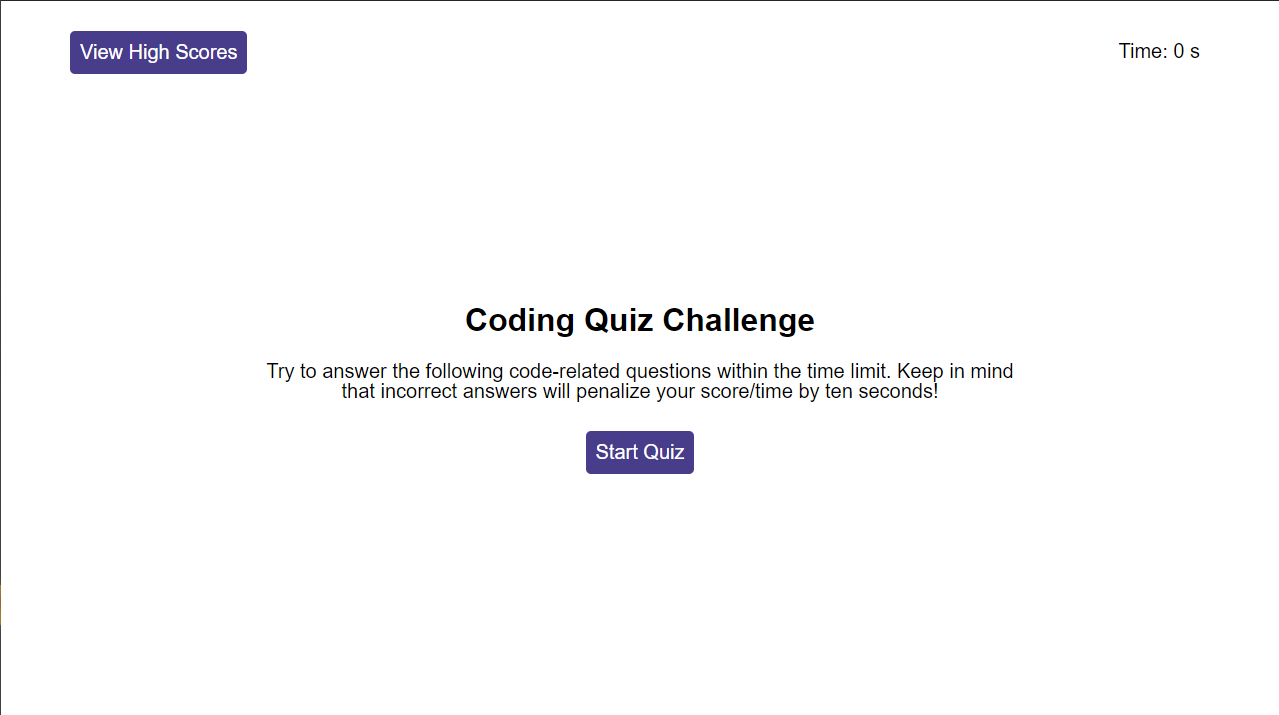 View High Scores
Time: 0 s
Coding Quiz Challenge
Try to answer the following code-related questions within the time limit. Keep in mind
that incorrect answers will penalize your score/time by ten seconds!
Start Quiz